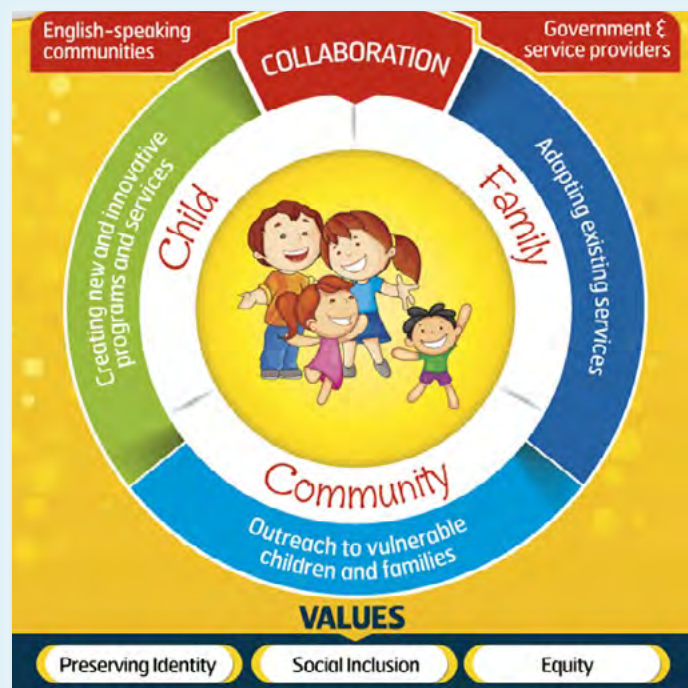 English-speaking
communities
COLLABORATION
Government &
service providers
Creating new and innovative
programs and services
Child
Family
Adapting existing services
Community
Outreach to vulnerable
children and families
VALUES
Preserving Identity
Social Inclusion
Equity